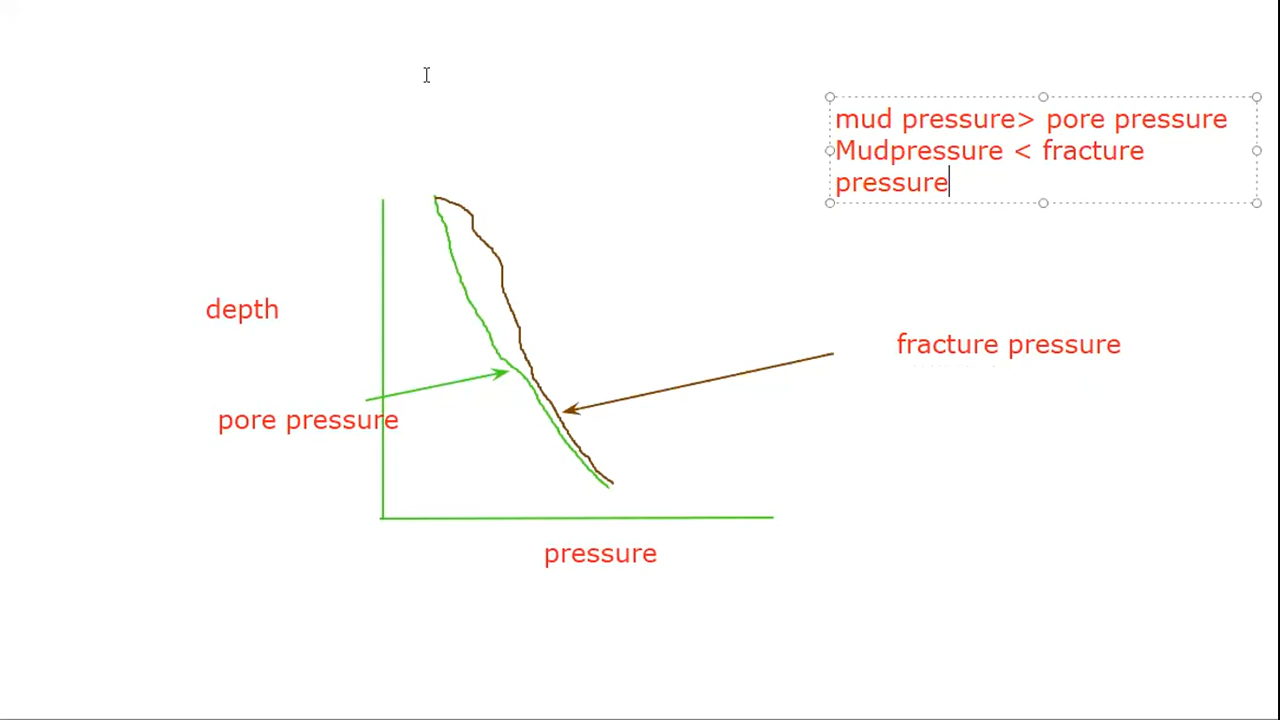 mud pressure> pore pressure
Mudpressure < fracture
pressure
depth
fracture pressure
pore pressure
pressure